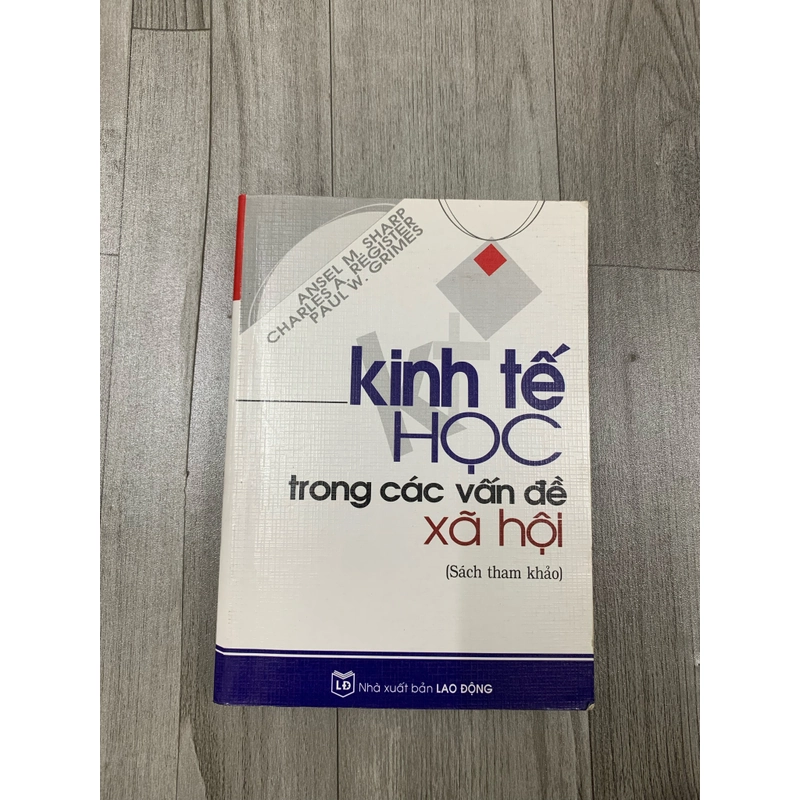 ANSEL M. SHARP
CHARLES A. REGISTER
PAUL W. GRIMES
kinh tế
HỌC
trong các vấn đề
xã hội
(Sách tham khảo)
LĐ Nhà xuất bản LAO ĐỘNG